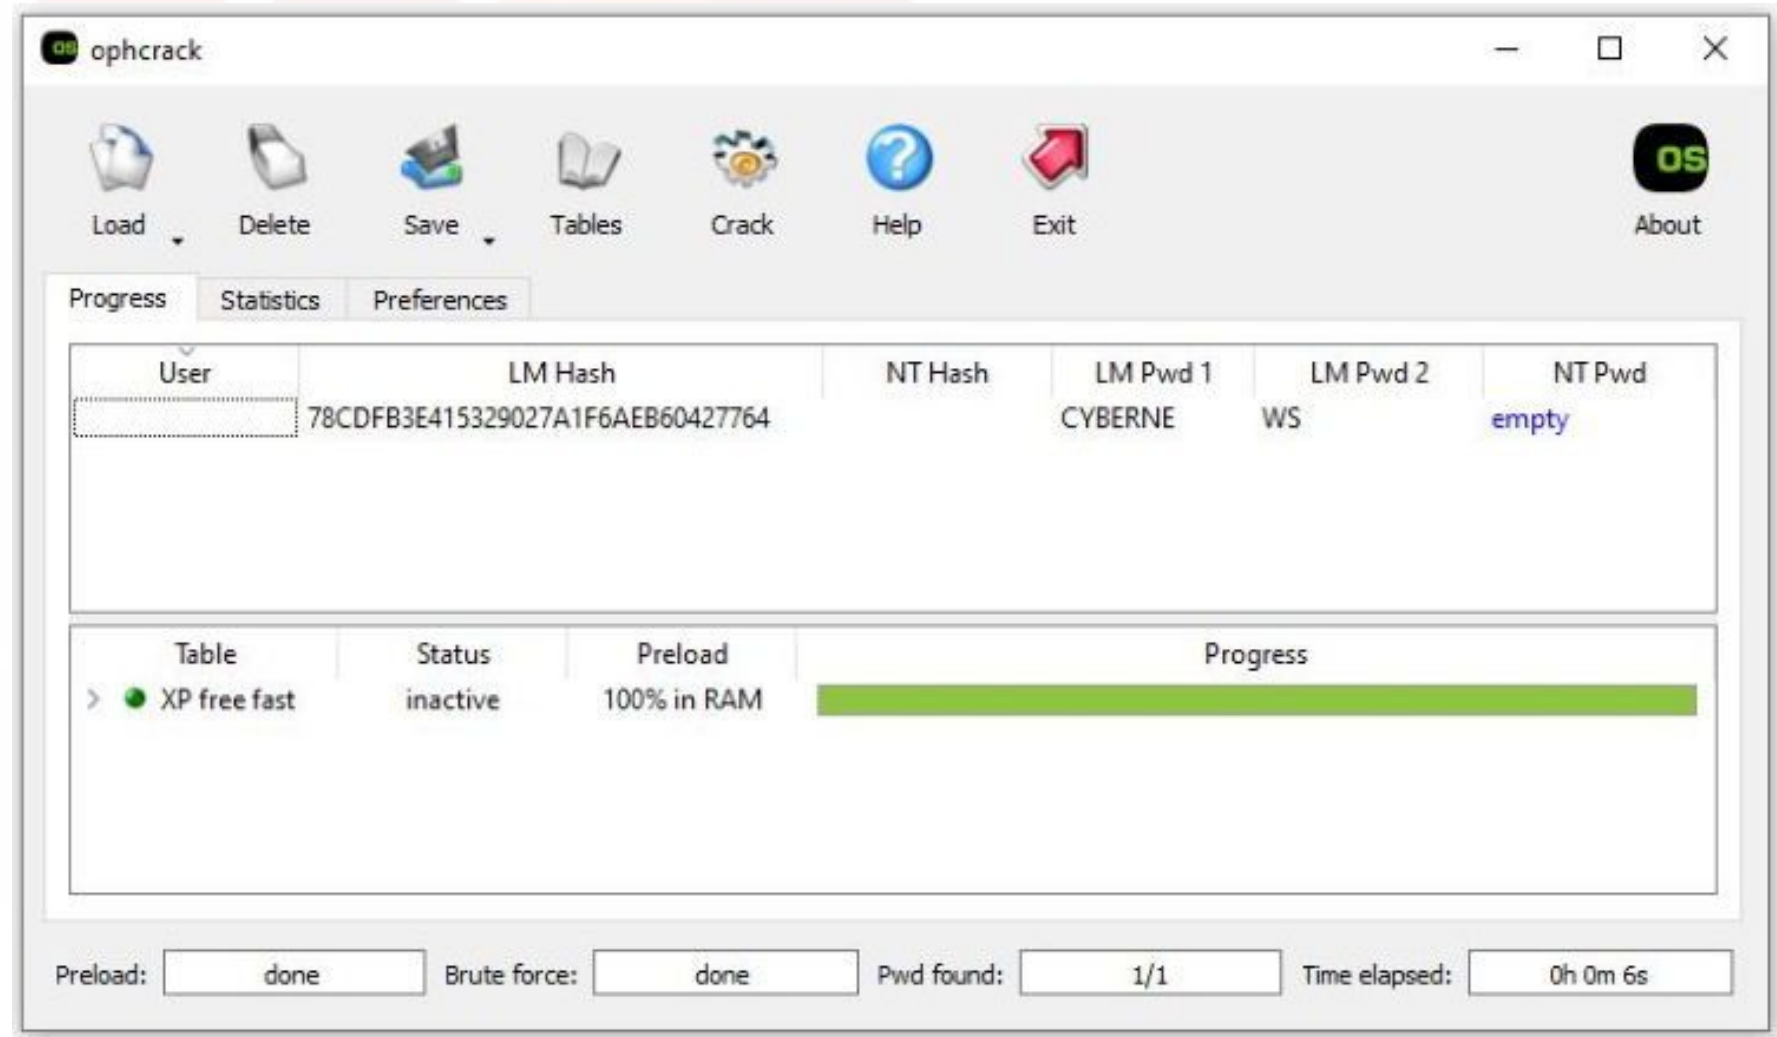 OS ophcrack
OS
Load Delete Save Tables Crack Help Exit About
Progress Statistics Preferences
User LM Hash NT Hash LM Pwd 1 LM Pwd 2 NT Pwd
78CDFB3E415329027A1F6AEB60427764 CYBERNE WS empty
Table Status Preload Progress
XP free fast inactive 100% in RAM
Preload: done Brute force: done Pwd found: 1/1 Time elapsed: 0h 0m 6s